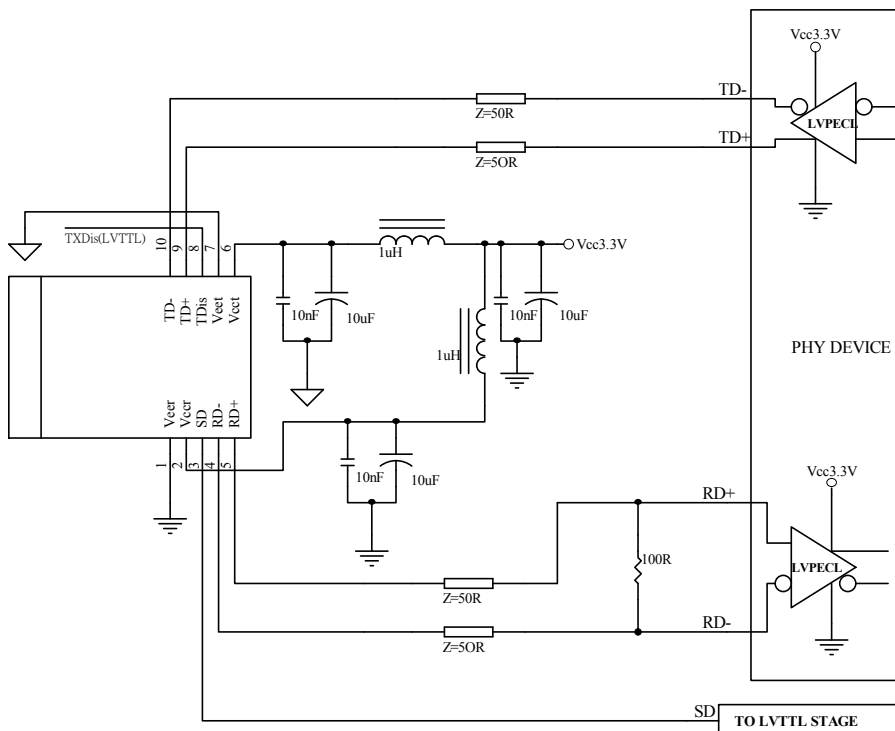 Vcc3.3V
TD-
LVPECL
Z=50R
TD+
Z=5OR
TXDis(LVTTL)
10
9
8
7
6
Vcc3.3V
1uH
10nF
10uF
10nF
10uF
TD-
TD+
TDis
Veet
Vcct
1uH
PHY DEVICE
Veer
Vccr
SD
RD-
RD+
1
2
3
4
5
10nF
10uF
Vcc3.3V
RD+
LVPECL
100R
Z=50R
RD-
Z=5OR
SD
TO LVTTL STAGE